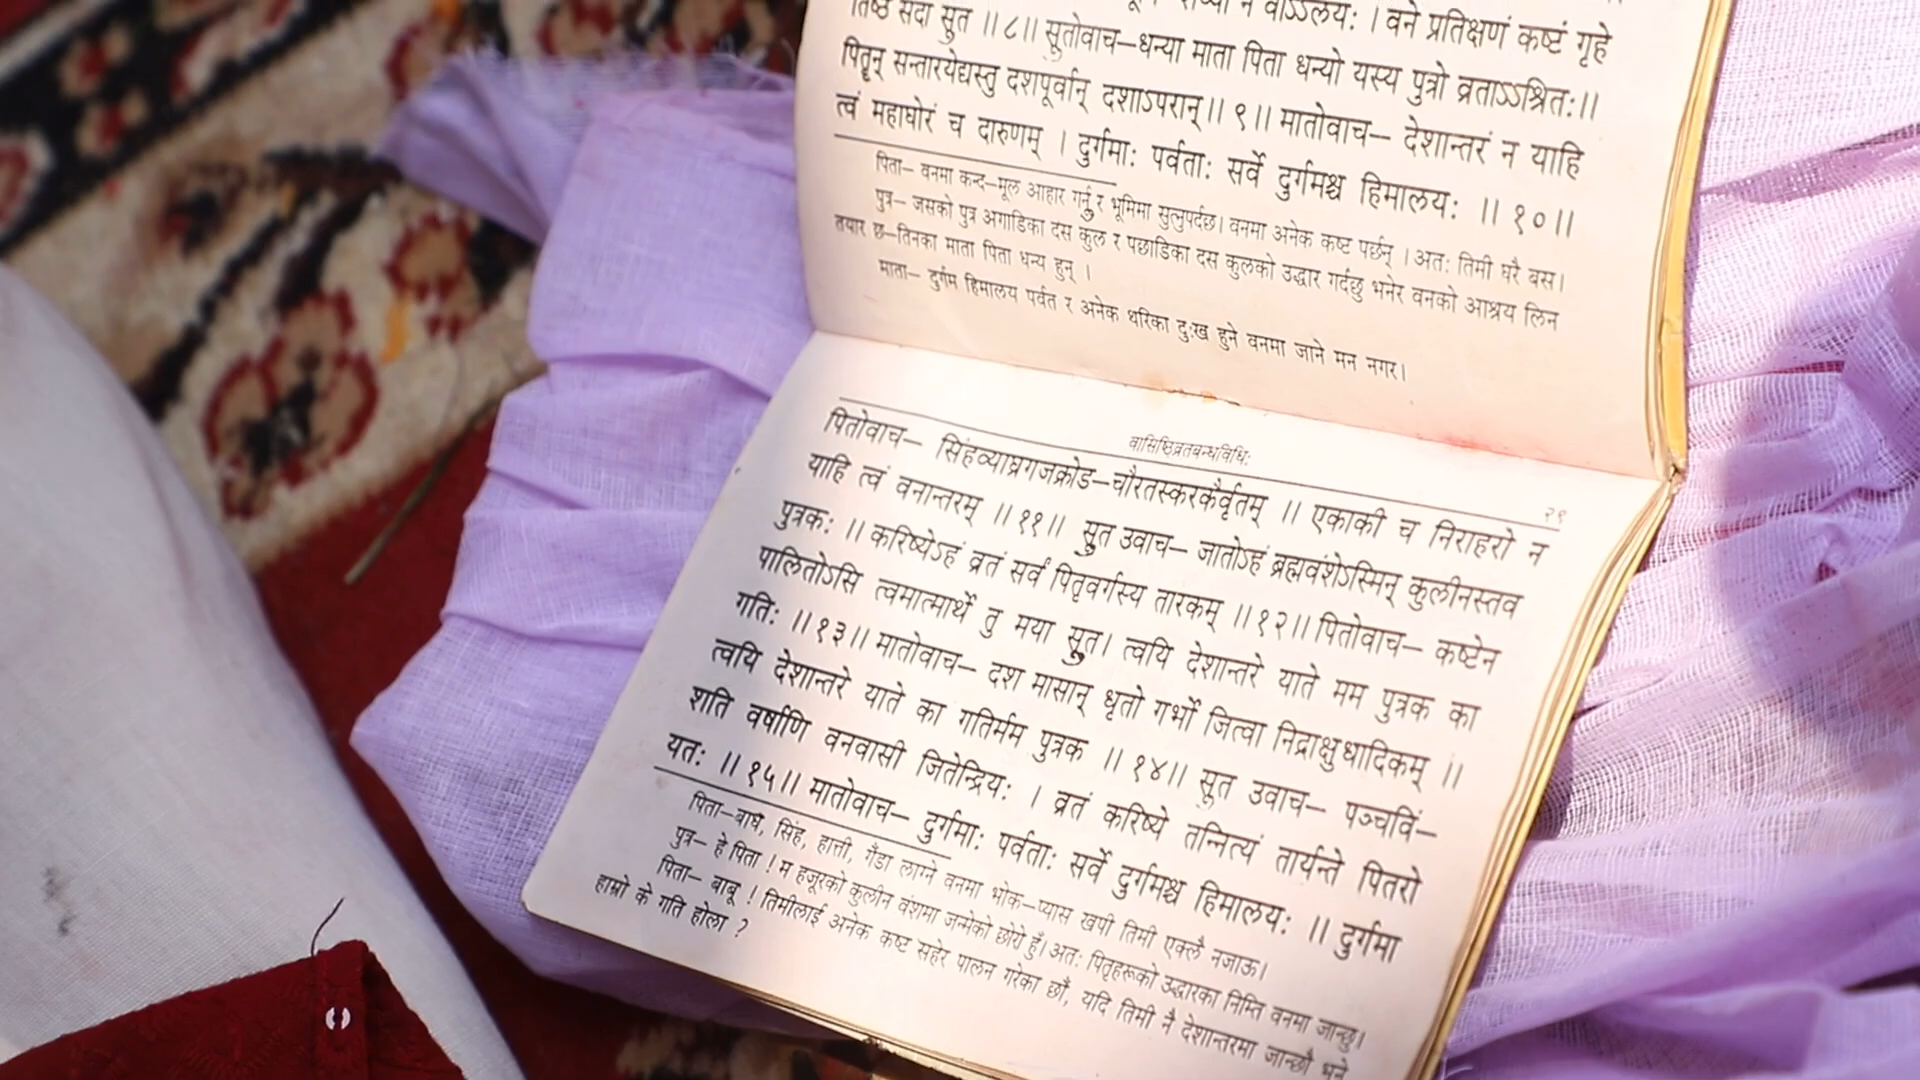 शय्या न वाऽऽलयः । वने प्रतिक्षणं कष्टं गृहे
तिष्ठ सदा सुत ॥८॥ सुतोवाच–धन्या माता पिता धन्यो यस्य पुत्रो व्रताऽऽश्रितः।।
पितॄन् सन्तारयेद्यस्तु दशपूर्वान् दशाऽपरान्।। ९।। मातोवाच– देशान्तरं न याहि
त्वं महाघोरं च दारुणम् । दुर्गमाः पर्वताः सर्वे दुर्गमश्च हिमालयः ।। १०।।
पिता– वनमा कन्द–मूल आहार गर्नु र भूमिमा सुत्नुपर्दछ। वनमा अनेक कष्ट पर्छन् । अतः तिमी घरै बस।
पुत्र– जसको पुत्र अगाडिका दस कुल र पछाडिका दस कुलको उद्धार गर्दछु भनेर वनको आश्रय लिन
तयार छ–तिनका माता पिता धन्य हुन् ।
माता– दुर्गम हिमालय पर्वत र अनेक थरिका दुःख हुने वनमा जाने मन नगर।
वासिष्ठिव्रतबन्धविधिः
२९
पितोवाच– सिंहव्याघ्रगजक्रोड–चौरतस्करकैर्वृतम् ।। एकाकी च निराहरो न
याहि त्वं वनान्तरम् ।। ११।। सुत उवाच– जातोऽहं ब्रह्मवंशेऽस्मिन् कुलीनस्तव
पुत्रकः ।। करिष्येऽहं व्रतं सर्वं पितृवर्गस्य तारकम् ।। १२।। पितोवाच– कष्टेन
पालितोऽसि त्वमात्मार्थे तु मया सुत। त्वयि देशान्तरे याते मम पुत्रक का
गतिः ।। १३।। मातोवाच– दश मासान् धृतो गर्भो जित्वा निद्राक्षुधादिकम् ।।
त्वयि देशान्तरे याते का गतिर्मम पुत्रक ।। १४।। सुत उवाच– पञ्चविं–
शति वर्षाणि वनवासी जितेन्द्रियः । व्रतं करिष्ये तन्नित्यं तार्यन्ते पितरो
यतः ।। १५।। मातोवाच– दुर्गमाः पर्वताः सर्वे दुर्गमश्च हिमालयः ।। दुर्गमा
पिता–बाघ, सिंह, हात्ती, गैँडा लाग्ने वनमा भोक–प्यास खपी तिमी एक्लै नजाऊ।
पुत्र– हे पिता ! म हजूरको कुलीन वंशमा जन्मेको छोरो हुँ। अतः पितृहरूको उद्धारका निम्ति वनमा जान्छु।
पिता– बाबू ! तिमीलाई अनेक कष्ट सहेर पालन गरेका छौं, यदि तिमी नै देशान्तरमा जान्छौ भने
हाम्रो के गति होला ?